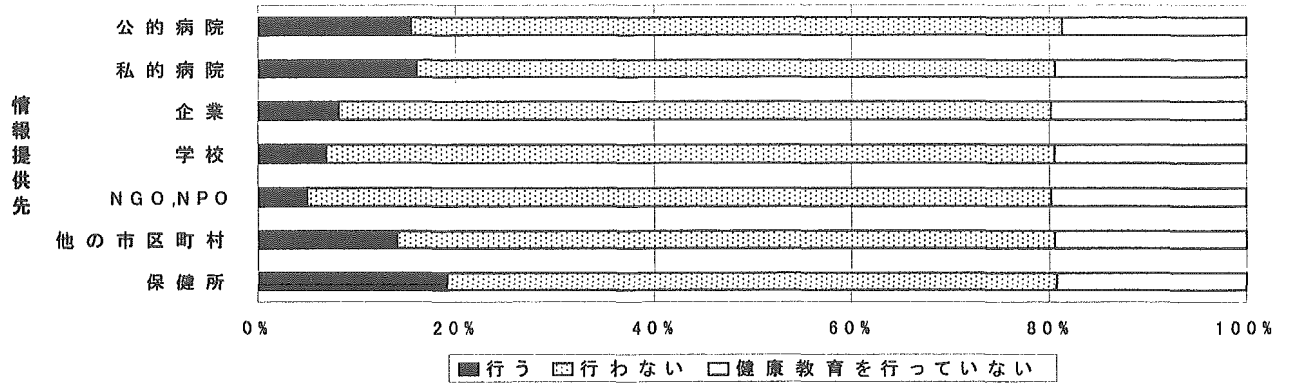 情報提供先
公的病院
私的病院
企業
学校
NGO,NPO
他の市区町村
保健所
0% 20% 40% 60% 80% 100%
行う 行わない 健康教育を行っていない